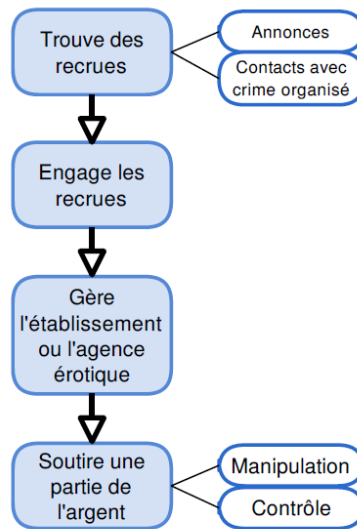 Trouve des
recrues
Annonces
Contacts avec
crime organisé
Engage les
recrues
Gère
l'établissement
ou l'agence
érotique
Soutire une
partie de
l'argent
Manipulation
Contrôle